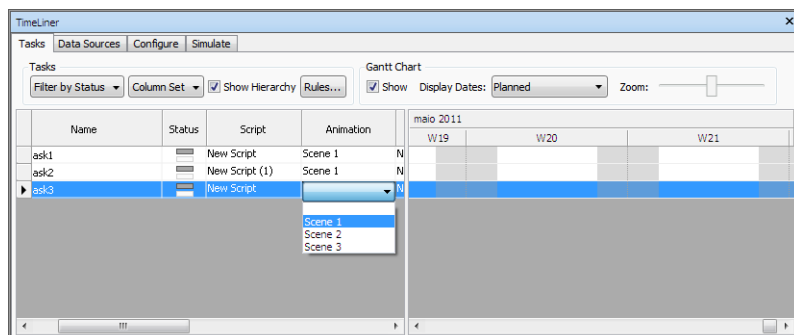 TimeLiner
Tasks Data Sources Configure Simulate
Tasks Gantt Chart
Filter by Status Column Set Show Hierarchy Rules... Show Display Dates: Planned Zoom:
Name Status Script Animation maio 2011
W19 W20 W21
ask1 New Script Scene 1 N
ask2 New Script (1) Scene 1 N
ask3 New Script N
Scene 1
Scene 2
Scene 3